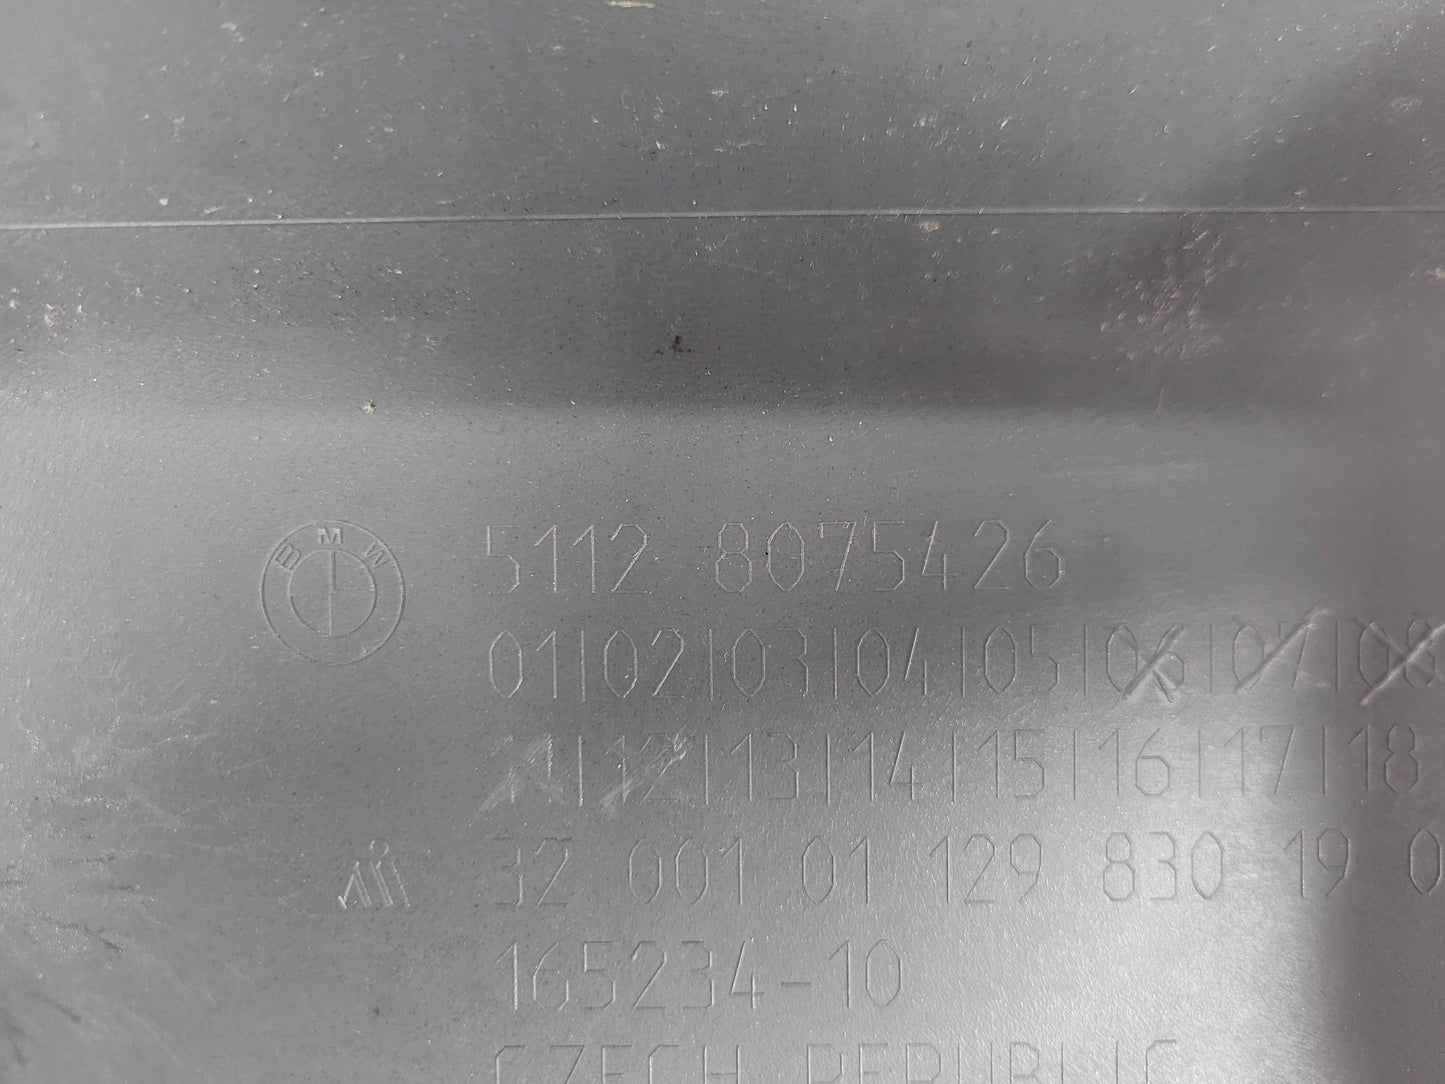 BMW
5112 8075426
01|02|03|04|05|06|07|08
11|12|13|14|15|16|17|18
32 001 01 129 830 19 0
165234-10
CZECH REPUBLIC